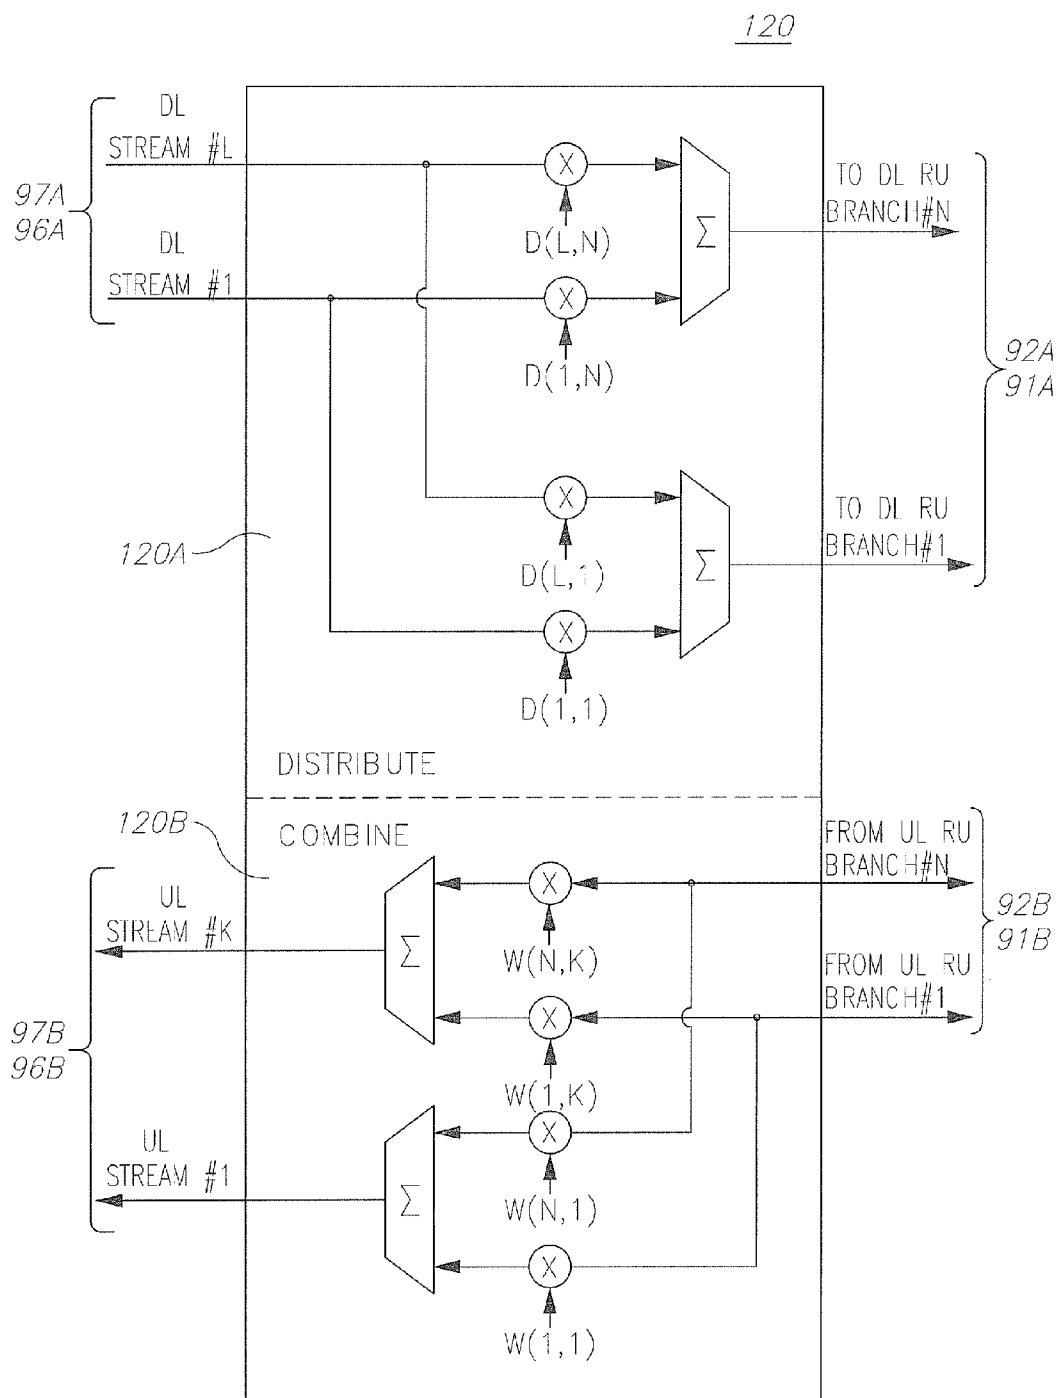 120
DL
STREAM #L
97A
96A
DL
STREAM #1
X
D(L,N)
X
D(1,N)
Σ
TO DL RU
BRANCH#N
92A
91A
X
D(L,1)
X
D(1,1)
Σ
TO DL RU
BRANCH#1
120A
DISTRIBUTE
120B
COMBINE
FROM UL RU
BRANCH#N
FROM UL RU
BRANCH#1
92B
91B
UL
STREAM #K
97B
96B
UL
STREAM #1
Σ
X
W(N,K)
X
W(1,K)
Σ
X
W(N,1)
X
W(1,1)